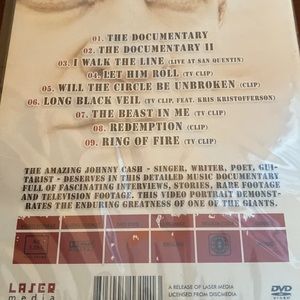 01. THE DOCUMENTARY
02. THE DOCUMENTARY II
03. I WALK THE LINE (LIVE AT SAN QUENTIN)
04. LET HIM ROLL (TV CLIP)
05. WILL THE CIRCLE BE UNBROKEN (CLIP)
06. LONG BLACK VEIL (TV CLIP, FEAT. KRIS KRISTOFFERSON)
07. THE BEAST IN ME (TV CLIP)
08. REDEMPTION (CLIP)
09. RING OF FIRE (TV CLIP)
THE AMAZING JOHNNY CASH - SINGER, WRITER, POET, GUI-
TARIST - DESERVES IN THIS DETAILED MUSIC DOCUMENTARY
FULL OF FASCINATING INTERVIEWS, STORIES, RARE FOOTAGE
AND TELEVISION FOOTAGE. THIS VIDEO PORTRAIT DEMONST-
RATES THE ENDURING GREATNESS OF ONE OF THE GIANTS.
LASER
media
A RELEASE OF LASER MEDIA
LICENSED FROM DISCMEDIA
DVD